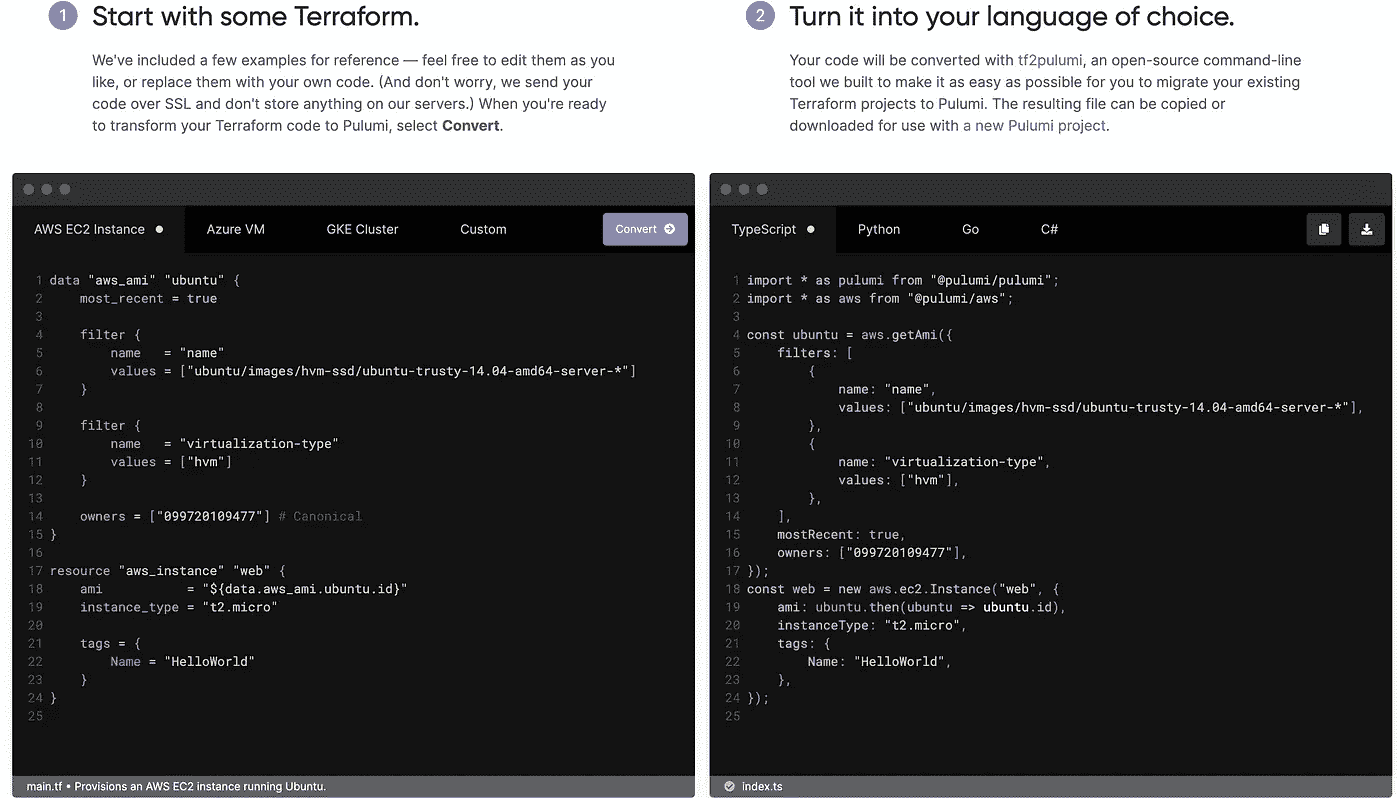 1 Start with some Terraform.
We've included a few examples for reference — feel free to edit them as you
like, or replace them with your own code. (And don't worry, we send your
code over SSL and don't store anything on our servers.) When you're ready
to transform your Terraform code to Pulumi, select Convert.
2 Turn it into your language of choice.
Your code will be converted with tf2pulumi, an open-source command-line
tool we built to make it as easy as possible for you to migrate your existing
Terraform projects to Pulumi. The resulting file can be copied or
downloaded for use with a new Pulumi project.
AWS EC2 Instance Azure VM GKE Cluster Custom Convert
1 data "aws_ami" "ubuntu" {
2     most_recent = true
3
4     filter {
5         name   = "name"
6         values = ["ubuntu/images/hvm-ssd/ubuntu-trusty-14.04-amd64-server-*"]
7     }
8
9     filter {
10         name   = "virtualization-type"
11         values = ["hvm"]
12     }
13
14     owners = ["099720109477"] # Canonical
15 }
16
17 resource "aws_instance" "web" {
18     ami           = "${data.aws_ami.ubuntu.id}"
19     instance_type = "t2.micro"
20
21     tags = {
22         Name = "HelloWorld"
23     }
24 }
25
main.tf • Provisions an AWS EC2 instance running Ubuntu.
TypeScript Python Go C#
1 import * as pulumi from "@pulumi/pulumi";
2 import * as aws from "@pulumi/aws";
3
4 const ubuntu = aws.getAmi({
5     filters: [
6         {
7             name: "name",
8             values: ["ubuntu/images/hvm-ssd/ubuntu-trusty-14.04-amd64-server-*"],
9         },
10         {
11             name: "virtualization-type",
12             values: ["hvm"],
13         },
14     ],
15     mostRecent: true,
16     owners: ["099720109477"],
17 });
18 const web = new aws.ec2.Instance("web", {
19     ami: ubuntu.then(ubuntu => ubuntu.id),
20     instanceType: "t2.micro",
21     tags: {
22         Name: "HelloWorld",
23     },
24 });
25
index.ts